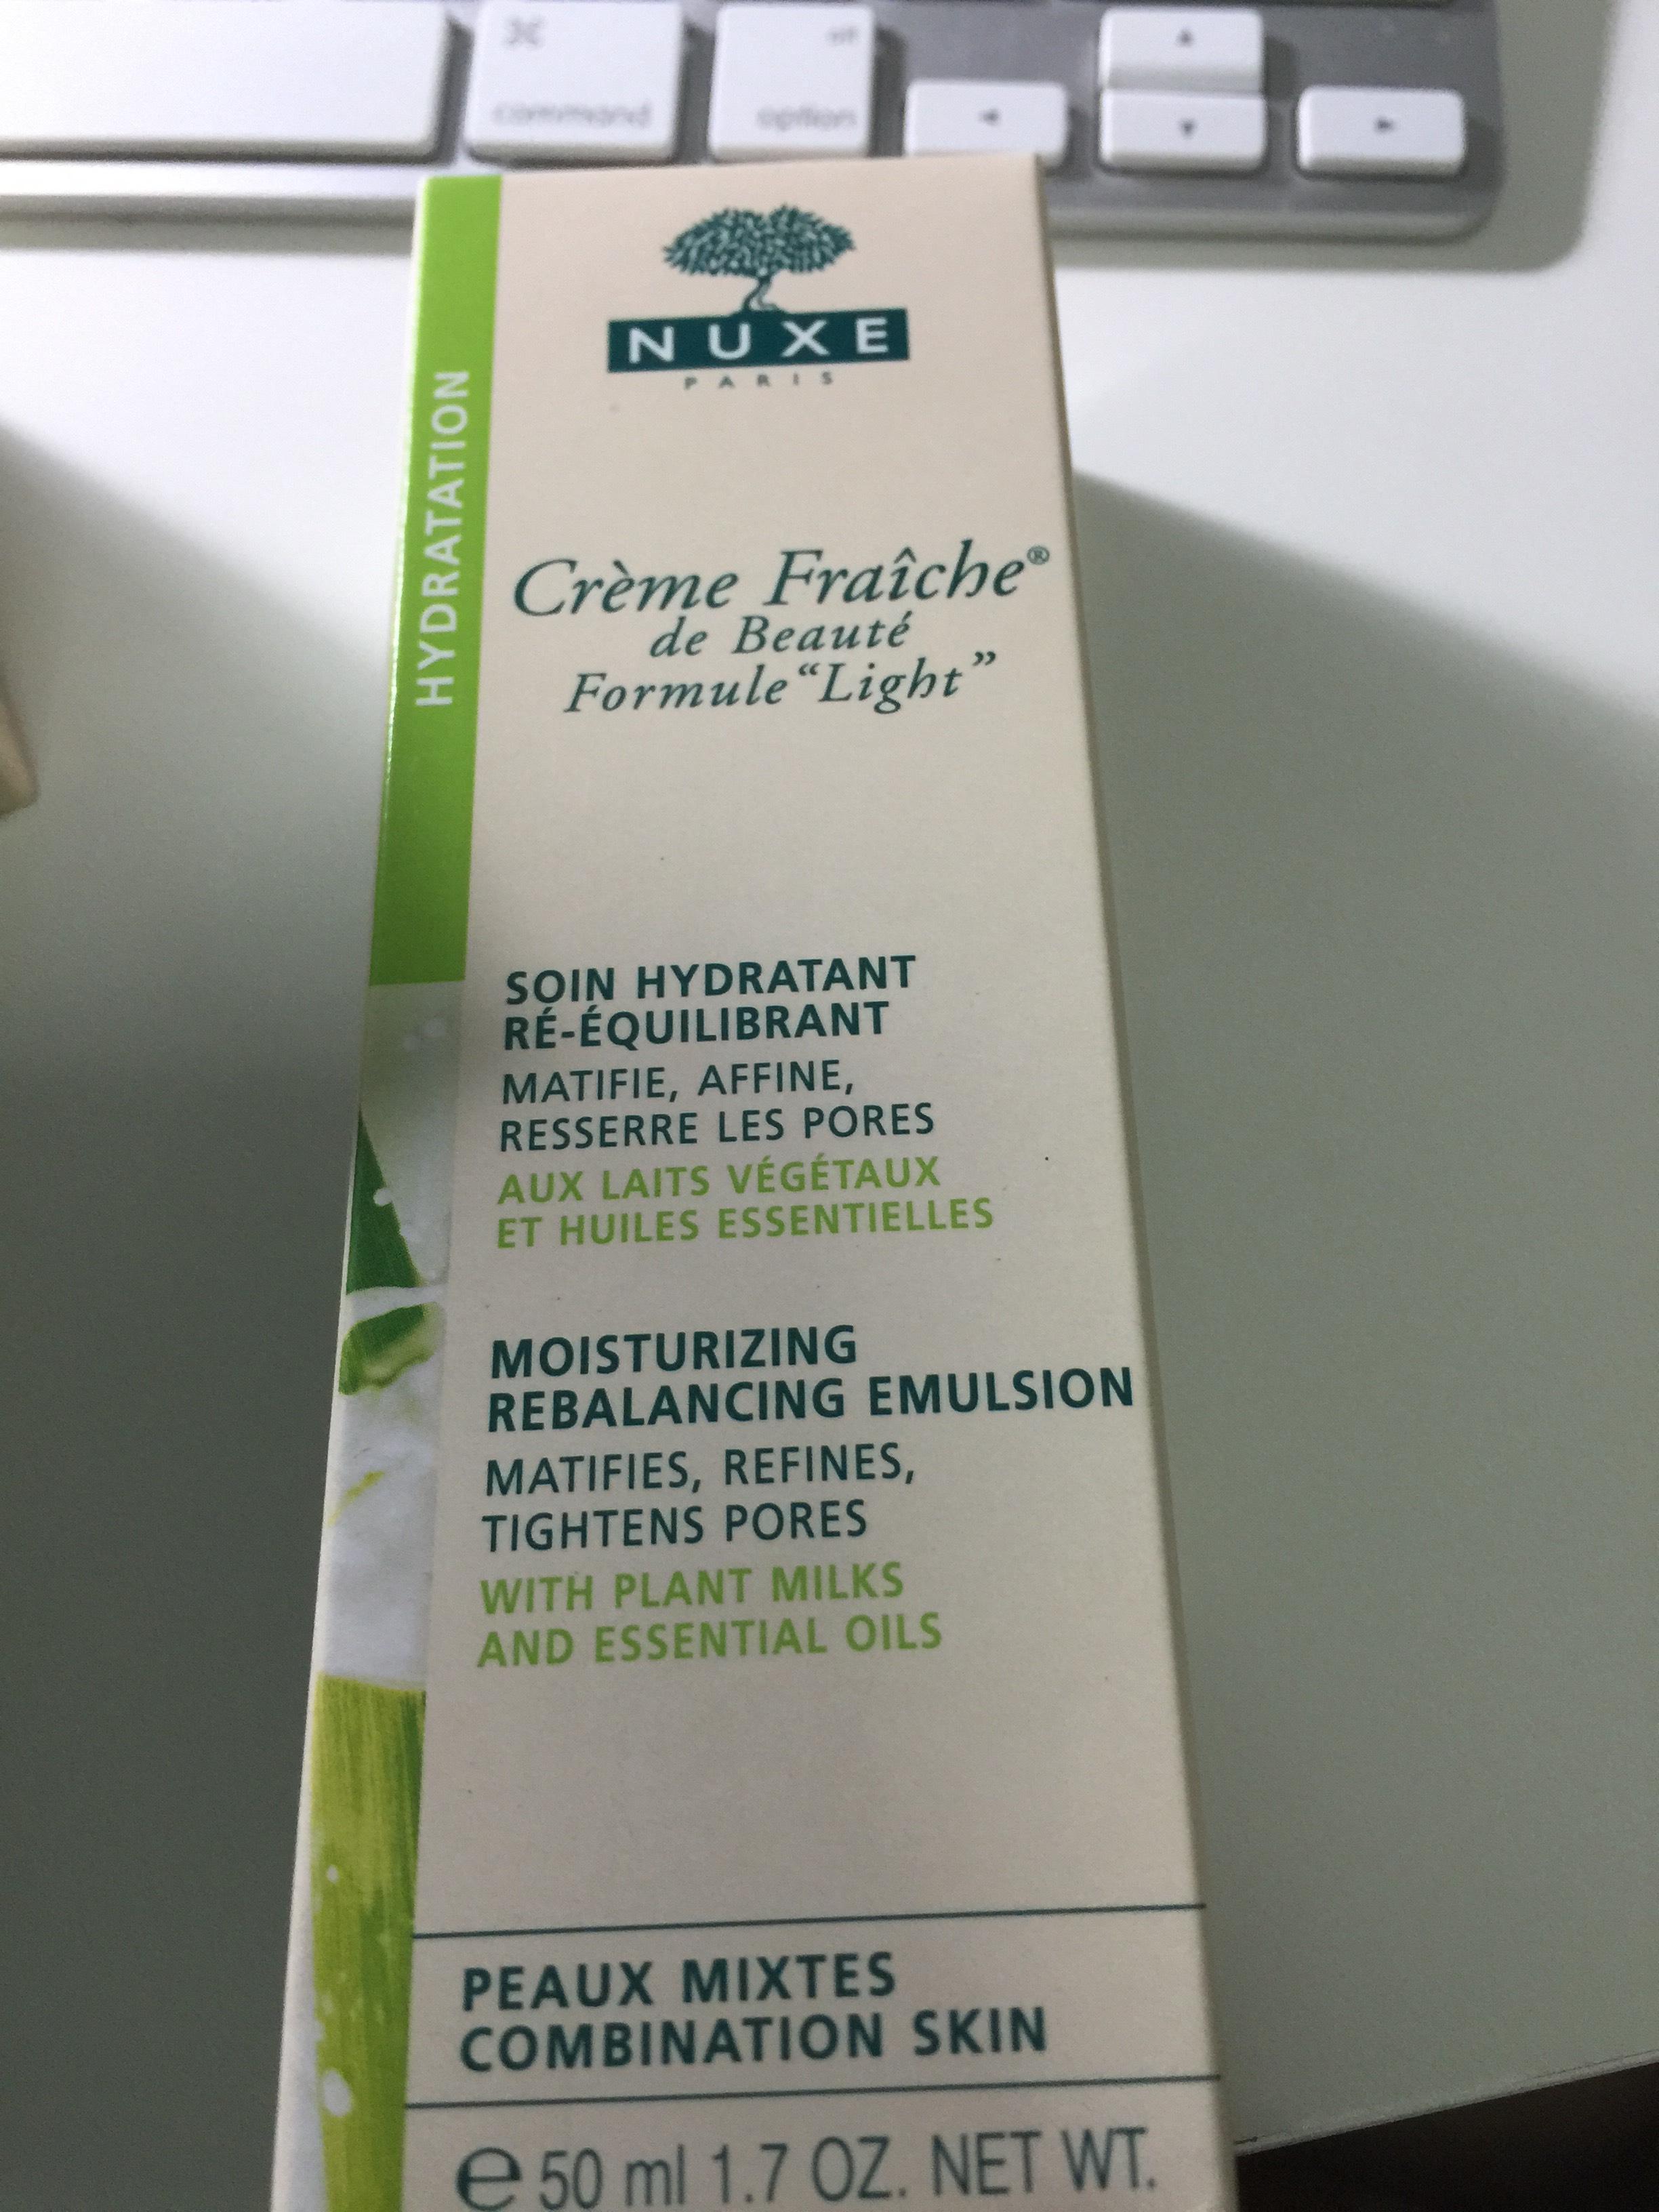 ⌘
alt
command
option
NUXE
PARIS
HYDRATATION
Crème Fraîche®
de Beauté
Formule “Light”
SOIN HYDRATANT
RÉ-ÉQUILIBRANT
MATIFIE, AFFINE,
RESSERRE LES PORES
AUX LAITS VÉGÉTAUX
ET HUILES ESSENTIELLES
MOISTURIZING
REBALANCING EMULSION
MATIFIES, REFINES,
TIGHTENS PORES
WITH PLANT MILKS
AND ESSENTIAL OILS
PEAUX MIXTES
COMBINATION SKIN
e 50 ml 1.7 OZ. NET WT.